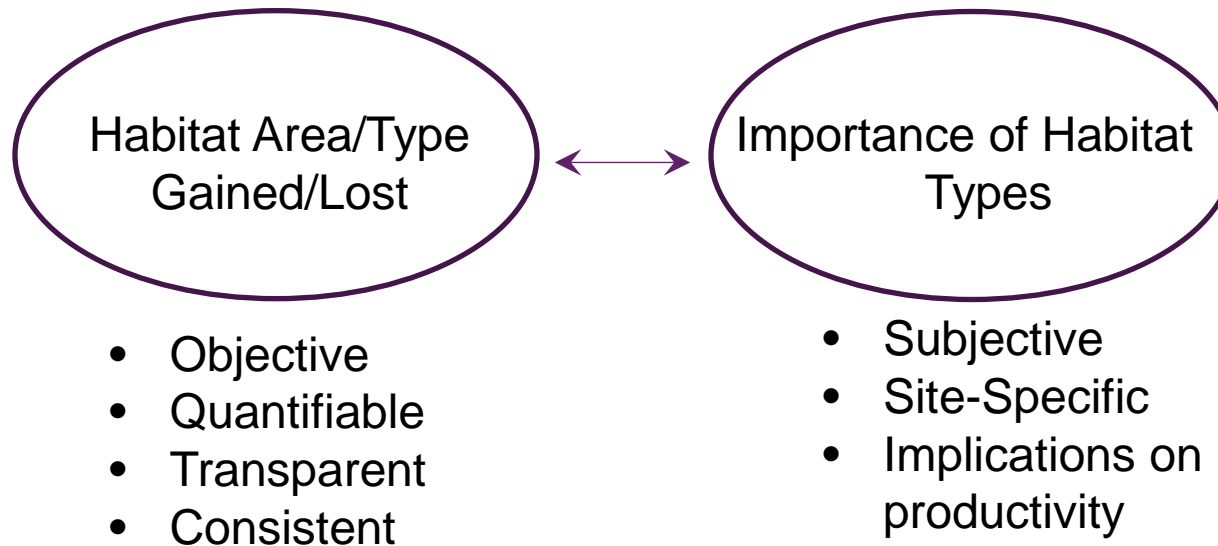 Habitat Area/Type
Gained/Lost
Importance of Habitat
Types
• Objective
• Quantifiable
• Transparent
• Consistent
• Subjective
• Site-Specific
• Implications on
productivity